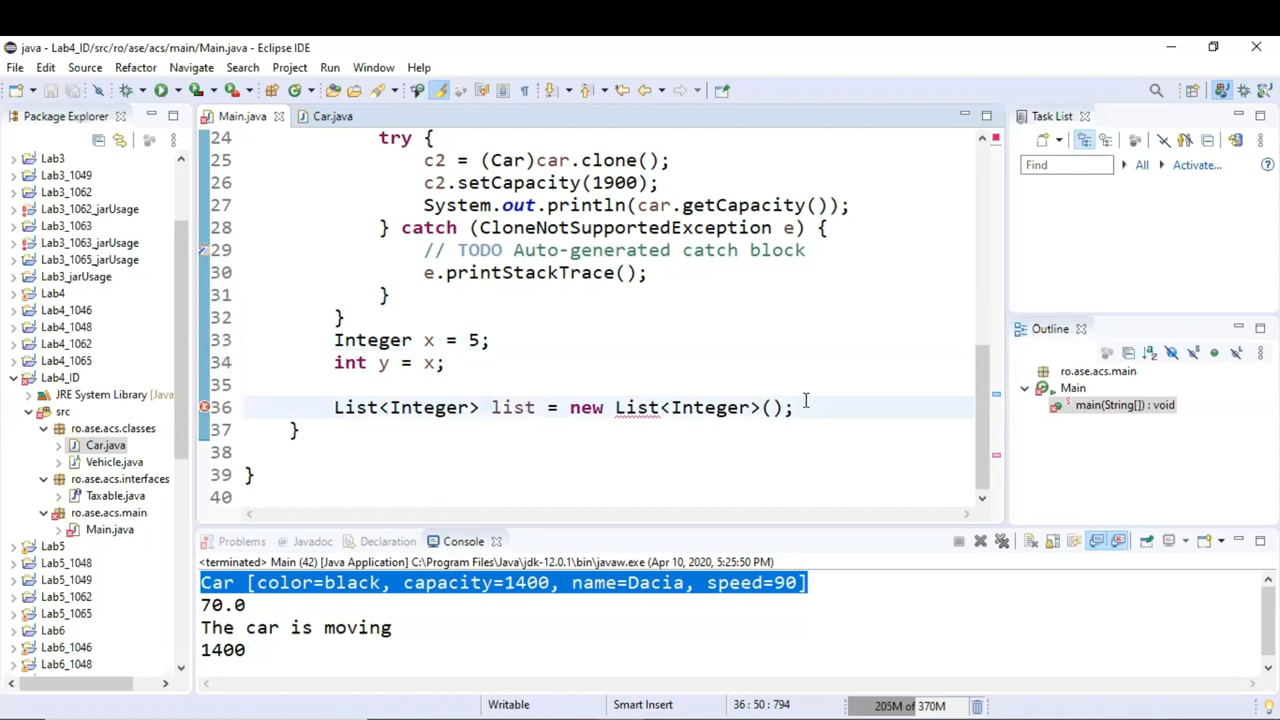 java - Lab4_ID/src/ro/ase/acs/main/Main.java - Eclipse IDE
File Edit Source Refactor Navigate Search Project Run Window Help
Package Explorer
Lab3
Lab3_1049
Lab3_1062
Lab3_1062_jarUsage
Lab3_1063
Lab3_1063_jarUsage
Lab3_1065_jarUsage
Lab3_jarUsage
Lab4
Lab4_1046
Lab4_1048
Lab4_1062
Lab4_1065
Lab4_ID
JRE System Library [Java
src
ro.ase.acs.classes
Car.java
Vehicle.java
ro.ase.acs.interfaces
Taxable.java
ro.ase.acs.main
Main.java
Lab5
Lab5_1048
Lab5_1049
Lab5_1062
Lab5_1065
Lab6
Lab6_1046
Lab6_1048
Main.java Car.java
24 try {
25 c2 = (Car)car.clone();
26 c2.setCapacity(1900);
27 System.out.println(car.getCapacity());
28 } catch (CloneNotSupportedException e) {
29 // TODO Auto-generated catch block
30 e.printStackTrace();
31 }
32 }
33 Integer x = 5;
34 int y = x;
35
36 List<Integer> list = new List<Integer>();
37 }
38
39 }
40
Task List
Find All Activate...
Outline
ro.ase.acs.main
Main
main(String[]) : void
Problems Javadoc Declaration Console
<terminated> Main (42) [Java Application] C:\Program Files\Java\jdk-12.0.1\bin\javaw.exe (Apr 10, 2020, 5:25:50 PM)
Car [color=black, capacity=1400, name=Dacia, speed=90]
70.0
The car is moving
1400
Writable Smart Insert 36 : 50 : 794 205M of 370M